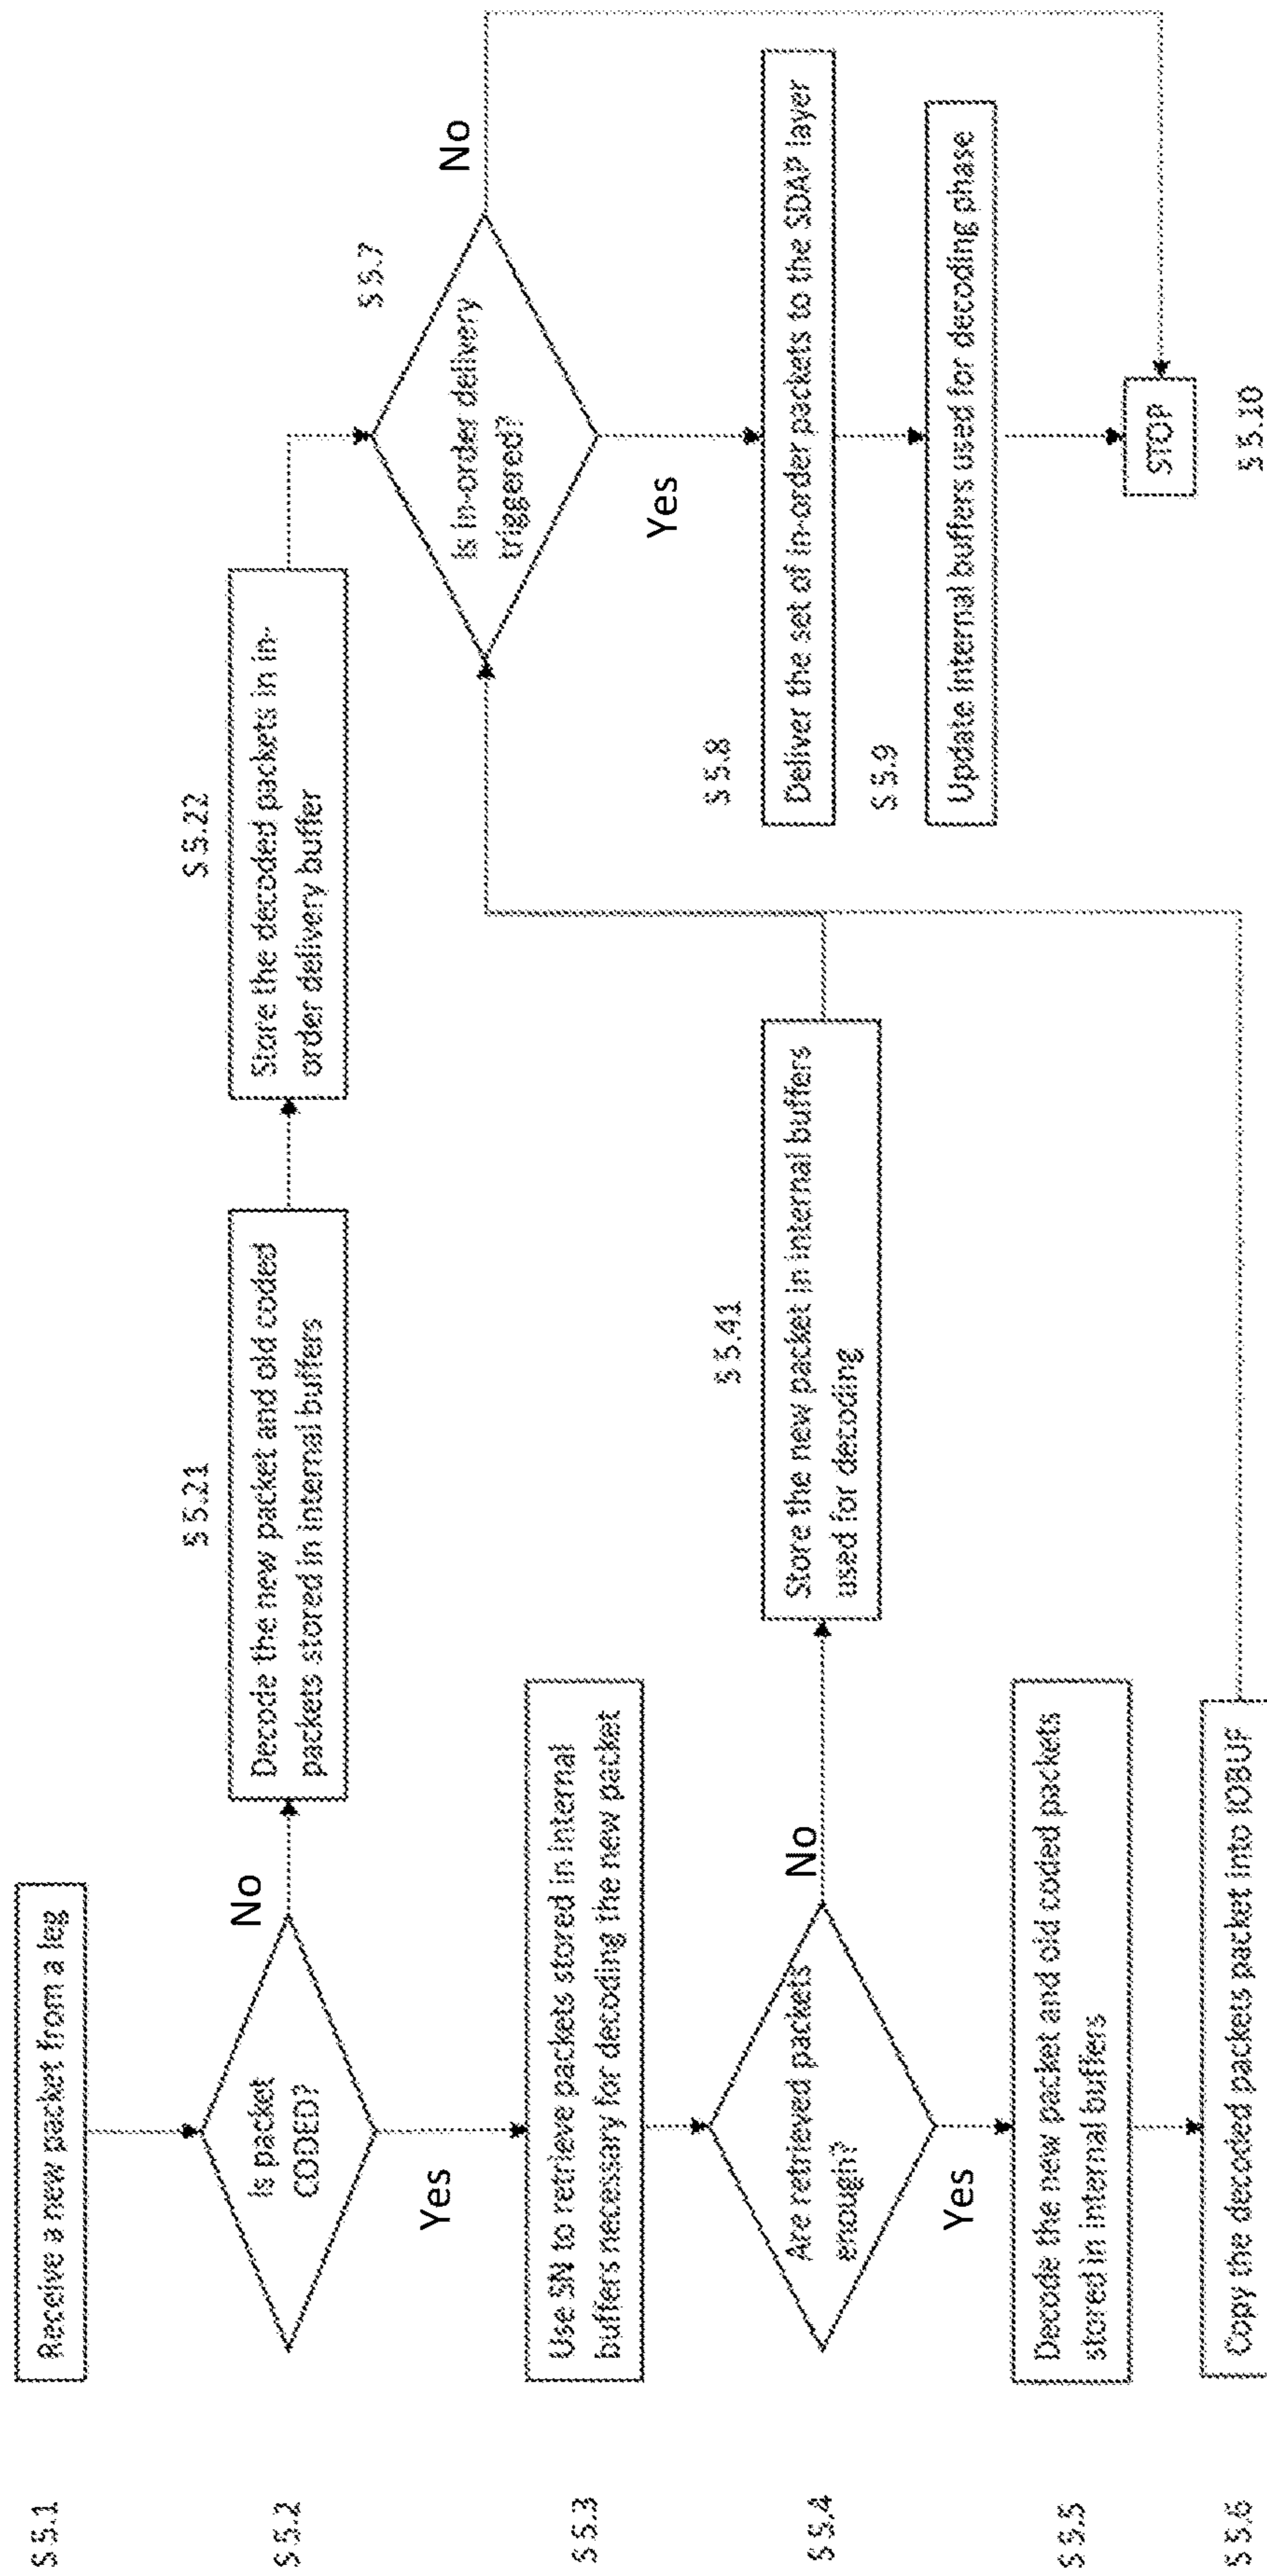 S 5.1
Receive a new packet from a leg
S 5.2
Is packet
CODED?
No
Yes
S 5.21
Decode the new packet and old coded
packets stored in internal buffers
S 5.22
Store the decoded packets in in-
order delivery buffer
S 5.3
Use SN to retrieve packets stored in internal
buffers necessary for decoding the new packet
S 5.4
Are retrieved packets
enough?
No
Yes
S 5.41
Store the new packet in internal buffers
used for decoding
S 5.5
Decode the new packet and old coded packets
stored in internal buffers
S 5.6
Copy the decoded packets packet into IOBUF
S 5.7
Is in-order delivery
triggered?
No
Yes
S 5.8
Deliver the set of in-order packets to the SDAP layer
S 5.9
Update internal buffers used for decoding phase
STOP
S 5.10